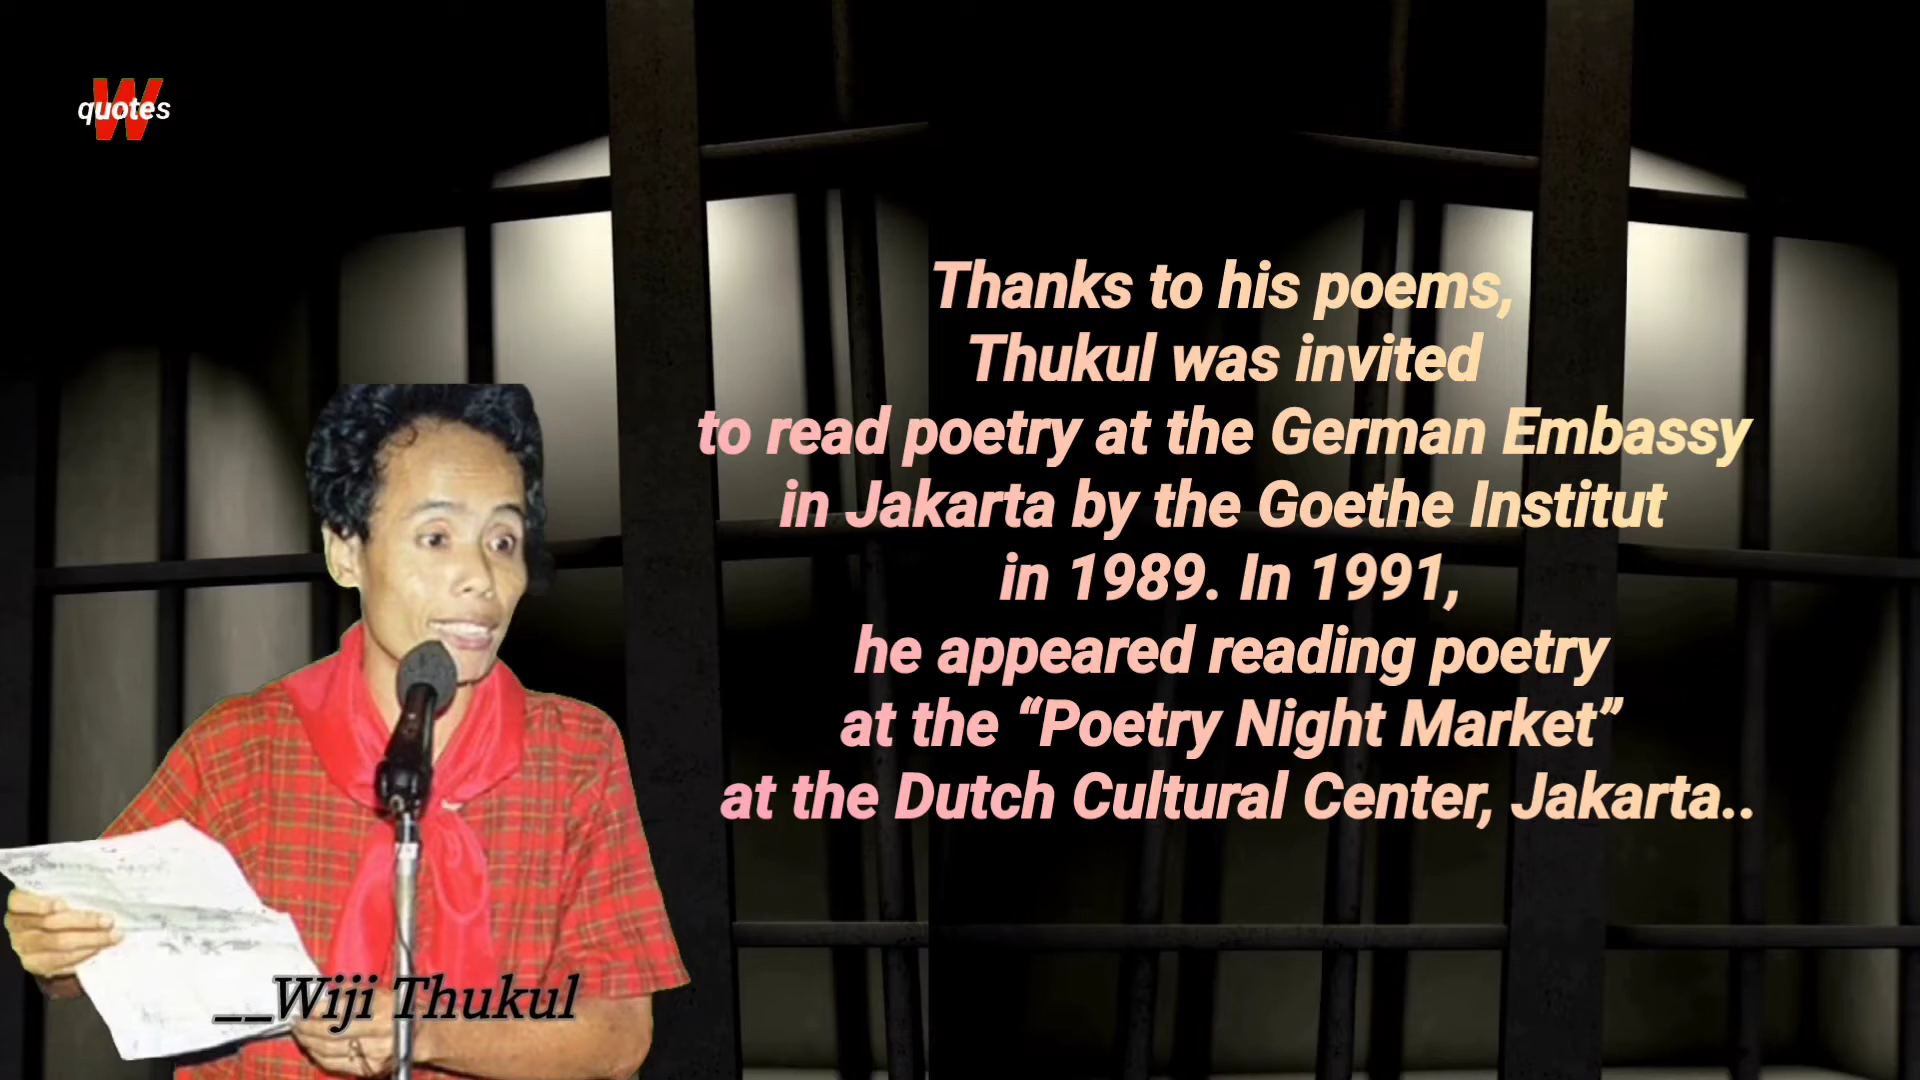 W
quotes
Thanks to his poems,
Thukul was invited
to read poetry at the German Embassy
in Jakarta by the Goethe Institut
in 1989. In 1991,
he appeared reading poetry
at the “Poetry Night Market”
at the Dutch Cultural Center, Jakarta..
__Wiji Thukul